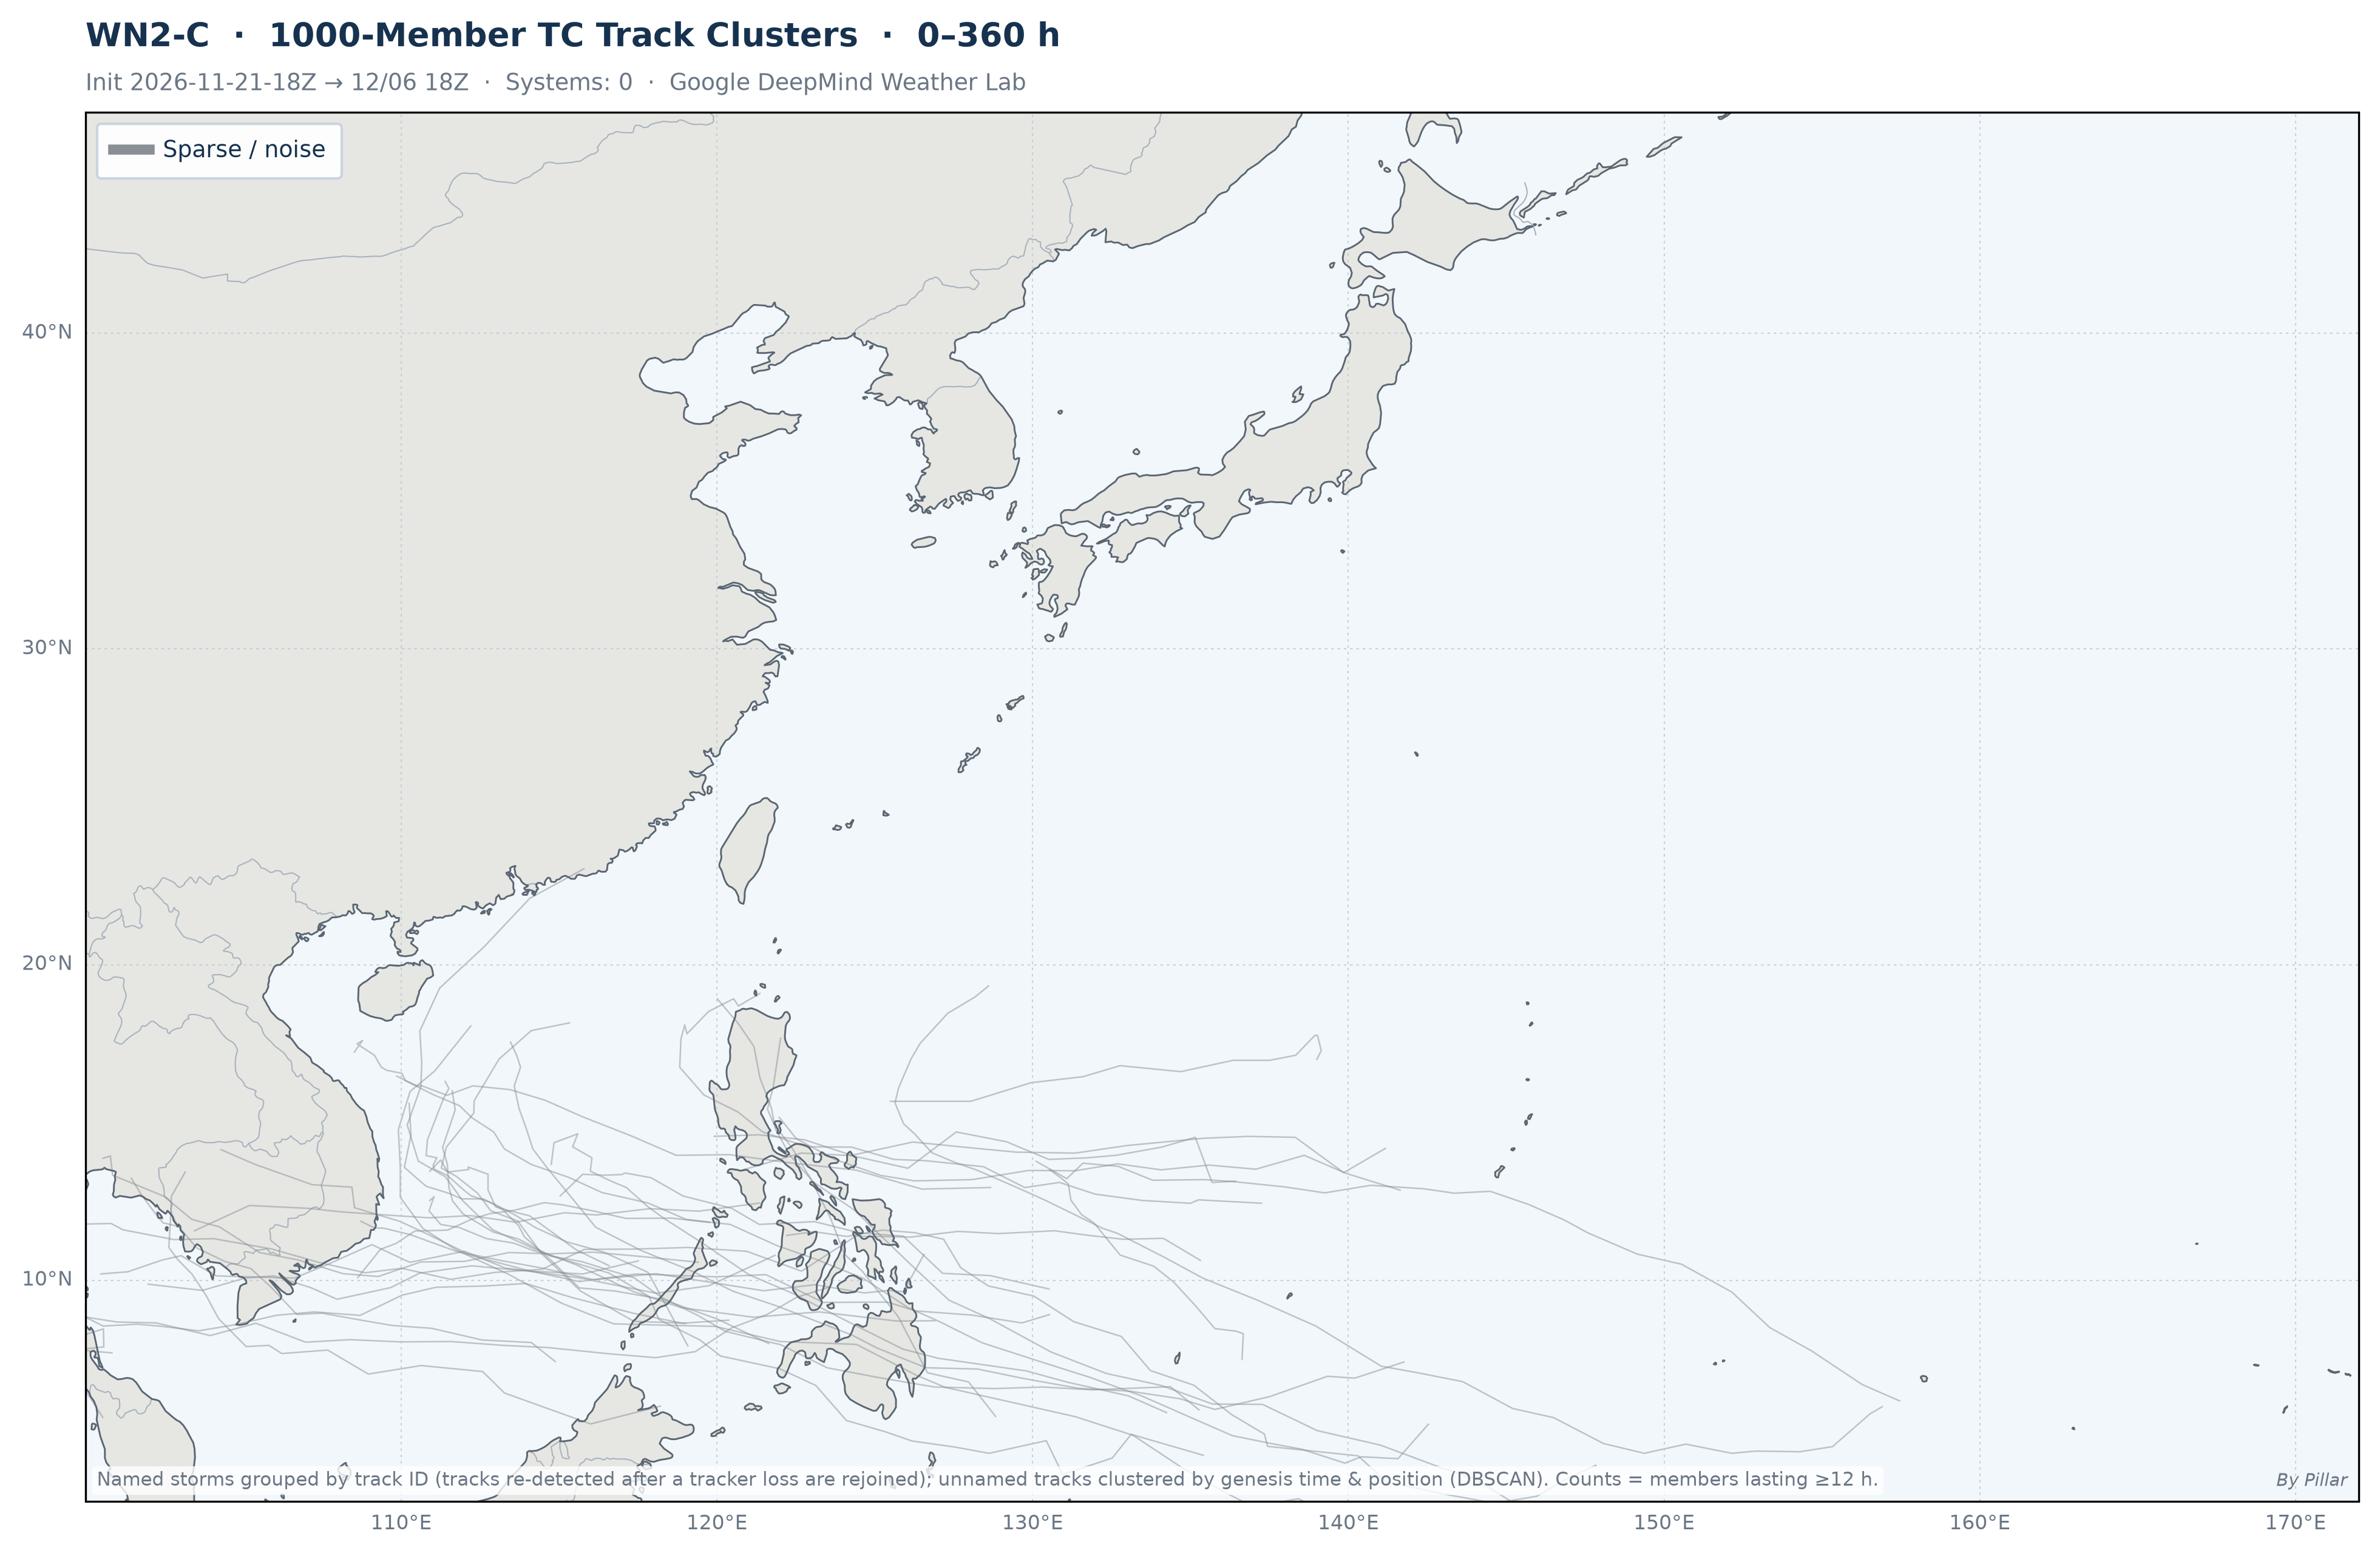 WN2-C · 1000-Member TC Track Clusters · 0–360 h
Init 2026-11-21-18Z → 12/06 18Z · Systems: 0 · Google DeepMind Weather Lab
Sparse / noise
40°N
30°N
20°N
10°N
Named storms grouped by track ID (tracks re-detected after a tracker loss are rejoined); unnamed tracks clustered by genesis time & position (DBSCAN). Counts = members lasting ≥12 h.
By Pillar
110°E 120°E 130°E 140°E 150°E 160°E 170°E